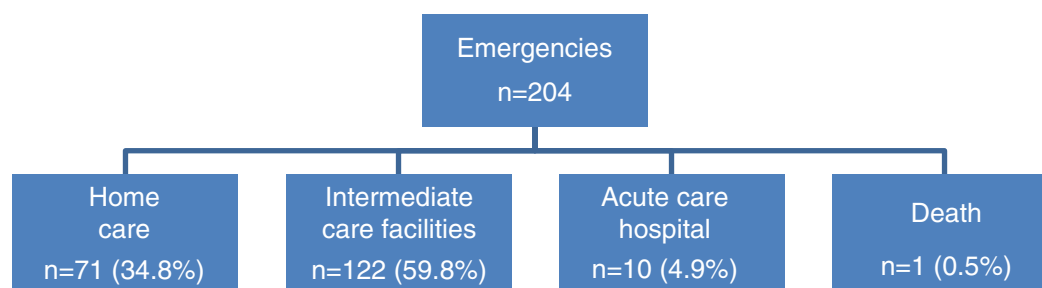 Emergencies
n=204
Home
care
n=71 (34.8%)
Intermediate
care facilities
n=122 (59.8%)
Acute care
hospital
n=10 (4.9%)
Death
n=1 (0.5%)